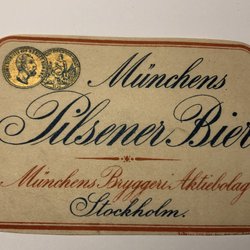 Münchens
Pilsener Bier
Münchens Bryggeri Aktiebolag
Stockholm.